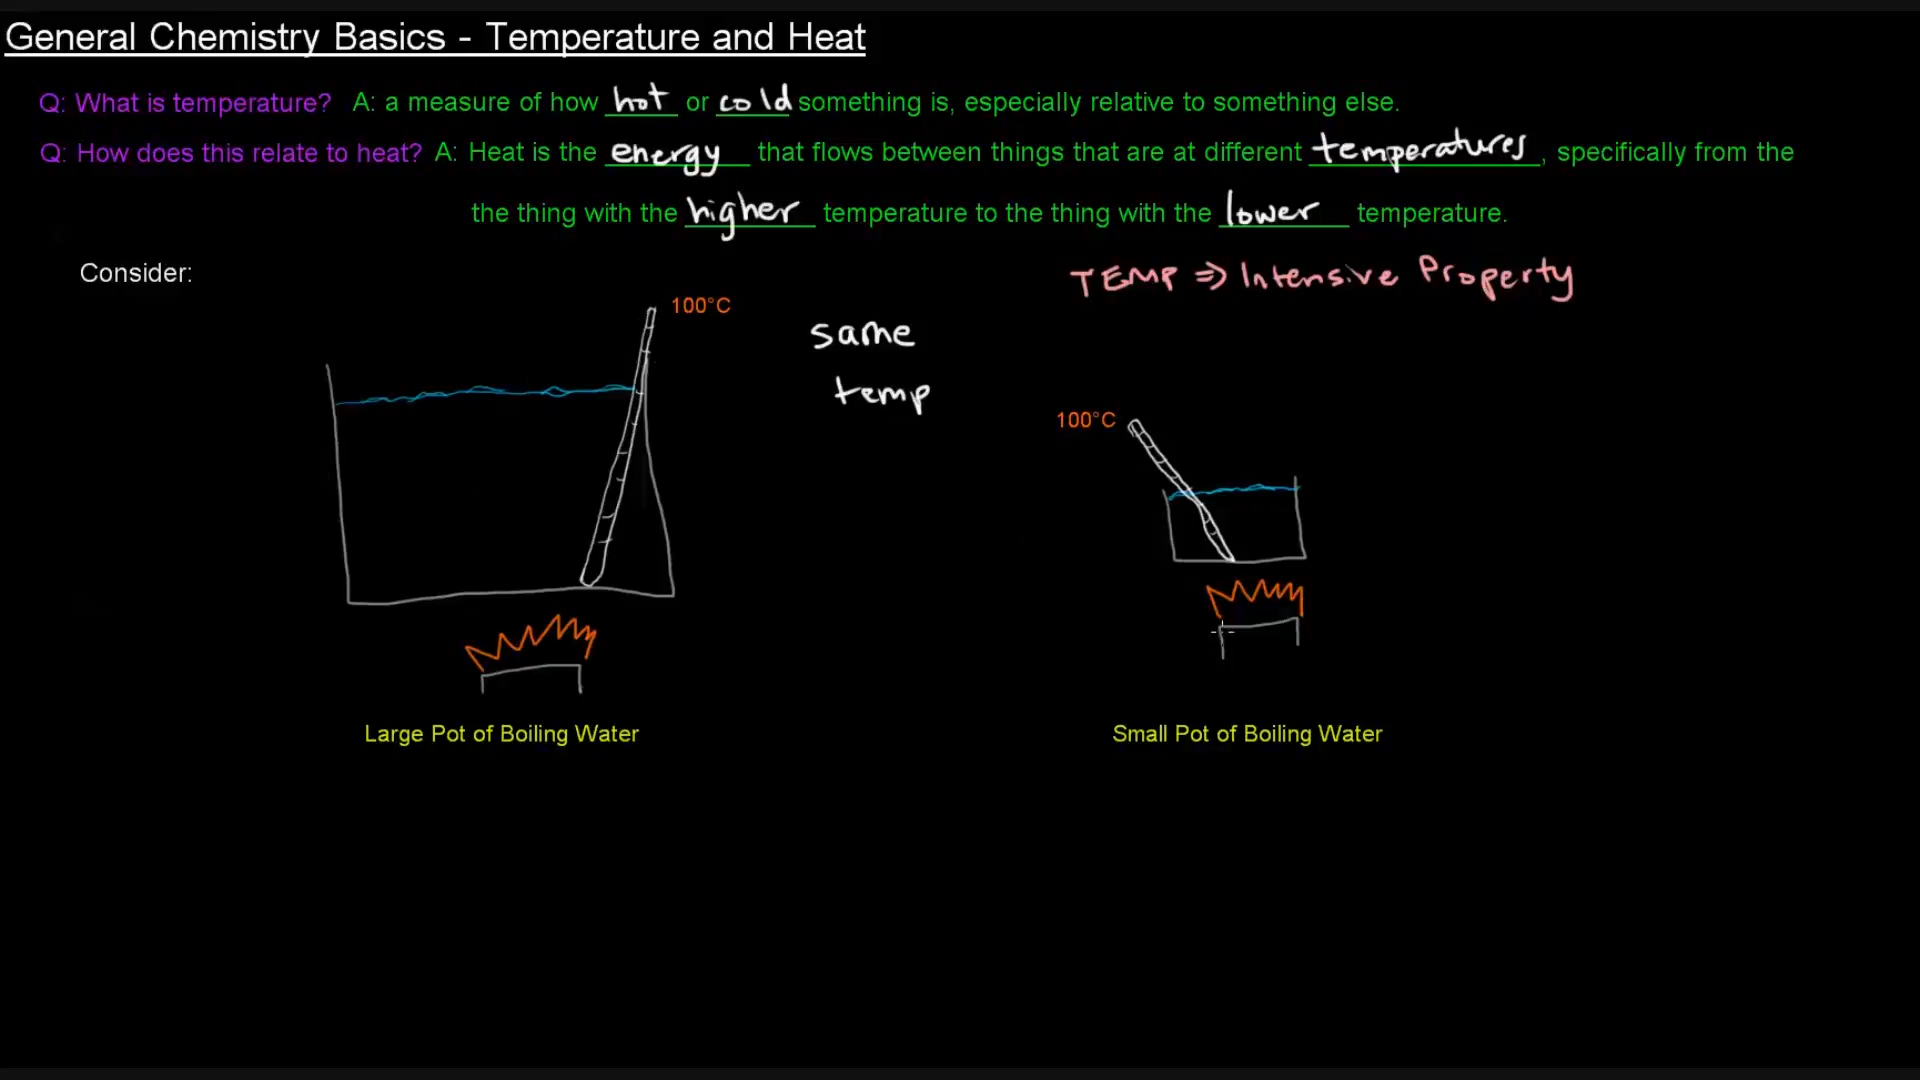 General Chemistry Basics - Temperature and Heat
Q: What is temperature? A: a measure of how hot or cold something is, especially relative to something else.
Q: How does this relate to heat? A: Heat is the energy that flows between things that are at different temperatures, specifically from the
the thing with the higher temperature to the thing with the lower temperature.
Consider:
TEMP ⇒ Intensive Property
100°C
same
temp
100°C
Large Pot of Boiling Water
Small Pot of Boiling Water